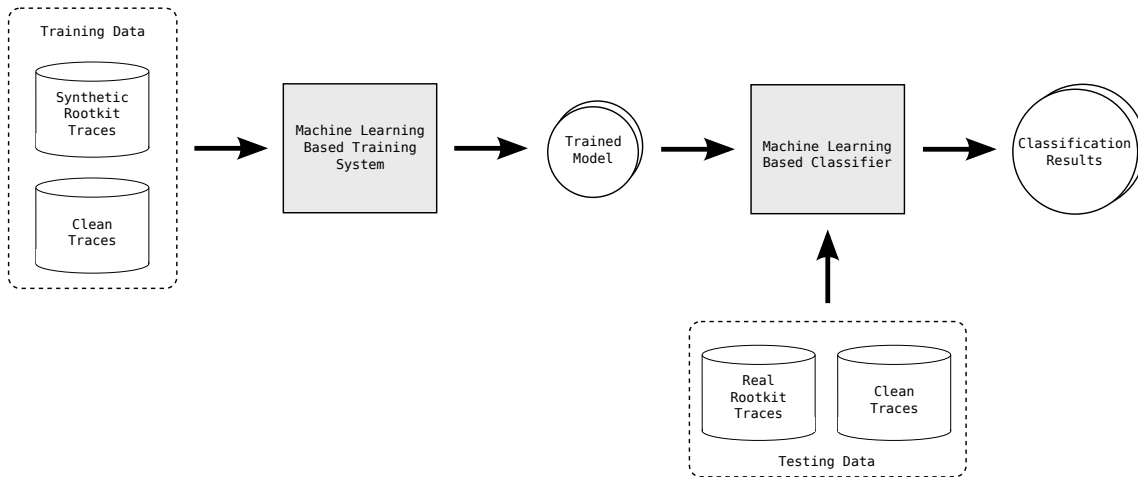 Training Data
Synthetic
Rootkit
Traces
Clean
Traces
Machine Learning
Based Training
System
Trained
Model
Machine Learning
Based Classifier
Classification
Results
Real
Rootkit
Traces
Clean
Traces
Testing Data